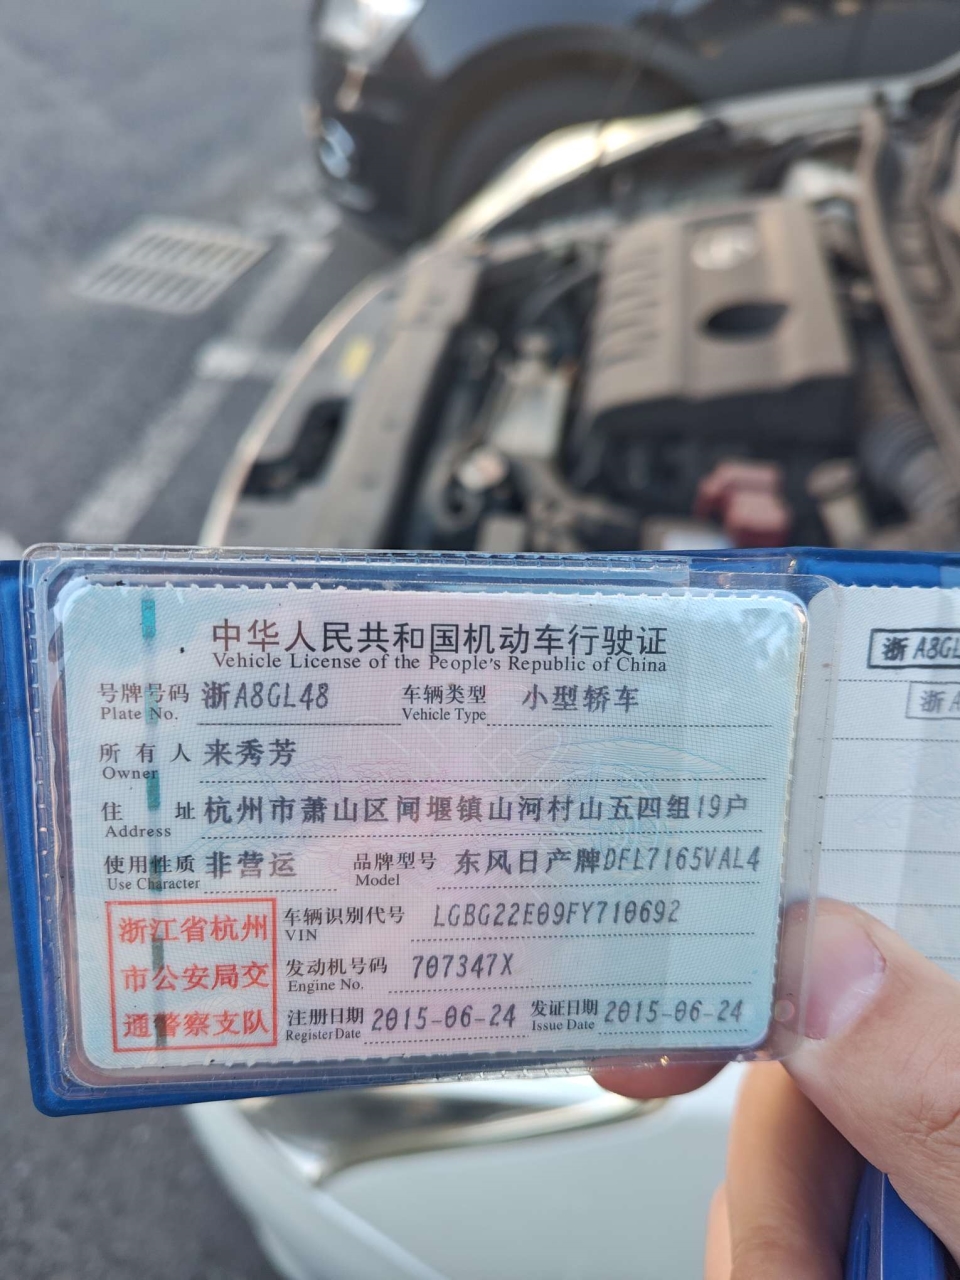 中华人民共和国机动车行驶证
Vehicle License of the People's Republic of China
号牌号码 浙A8GL48 车辆类型 小型轿车
Plate No. Vehicle Type
所有人 来秀芳
Owner
住址 杭州市萧山区闻堰镇山河村山五四组19户
Address
使用性质 非营运 品牌型号 东风日产牌DFL7165VAL4
Use Character Model
浙江省杭州
市公安局交
通警察支队
车辆识别代号 LGBG22E09FY710692
VIN
发动机号码 707347X
Engine No.
注册日期 2015-06-24 发证日期 2015-06-24
Register Date Issue Date
浙A8GL
浙A